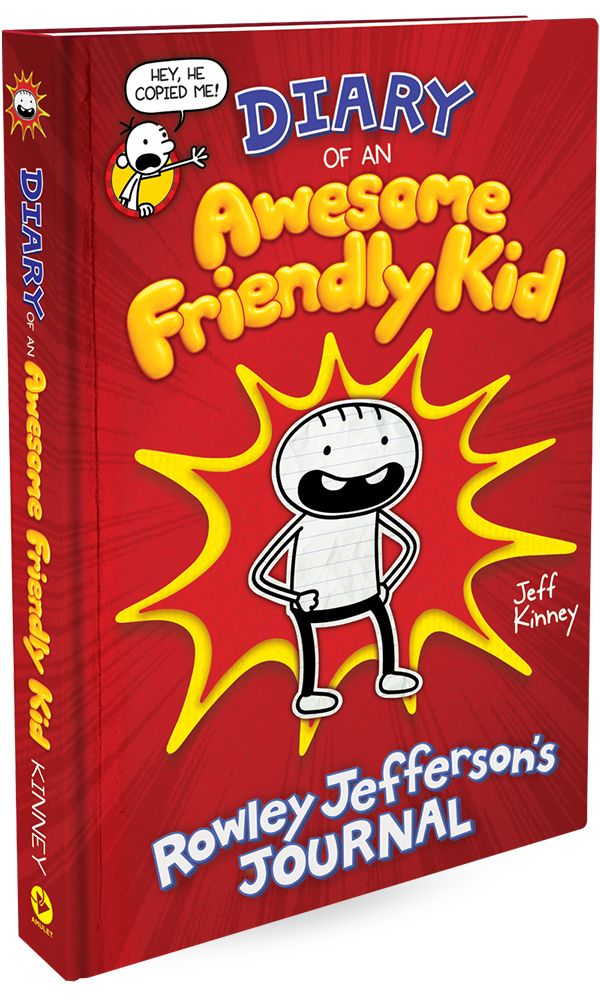 HEY, HE
COPIED ME!
DIARY
OF AN
Awesome
Friendly Kid
Jeff
Kinney
Rowley Jefferson's
JOURNAL
DIARY OF AN Awesome Friendly Kid KINNEY
AMULET